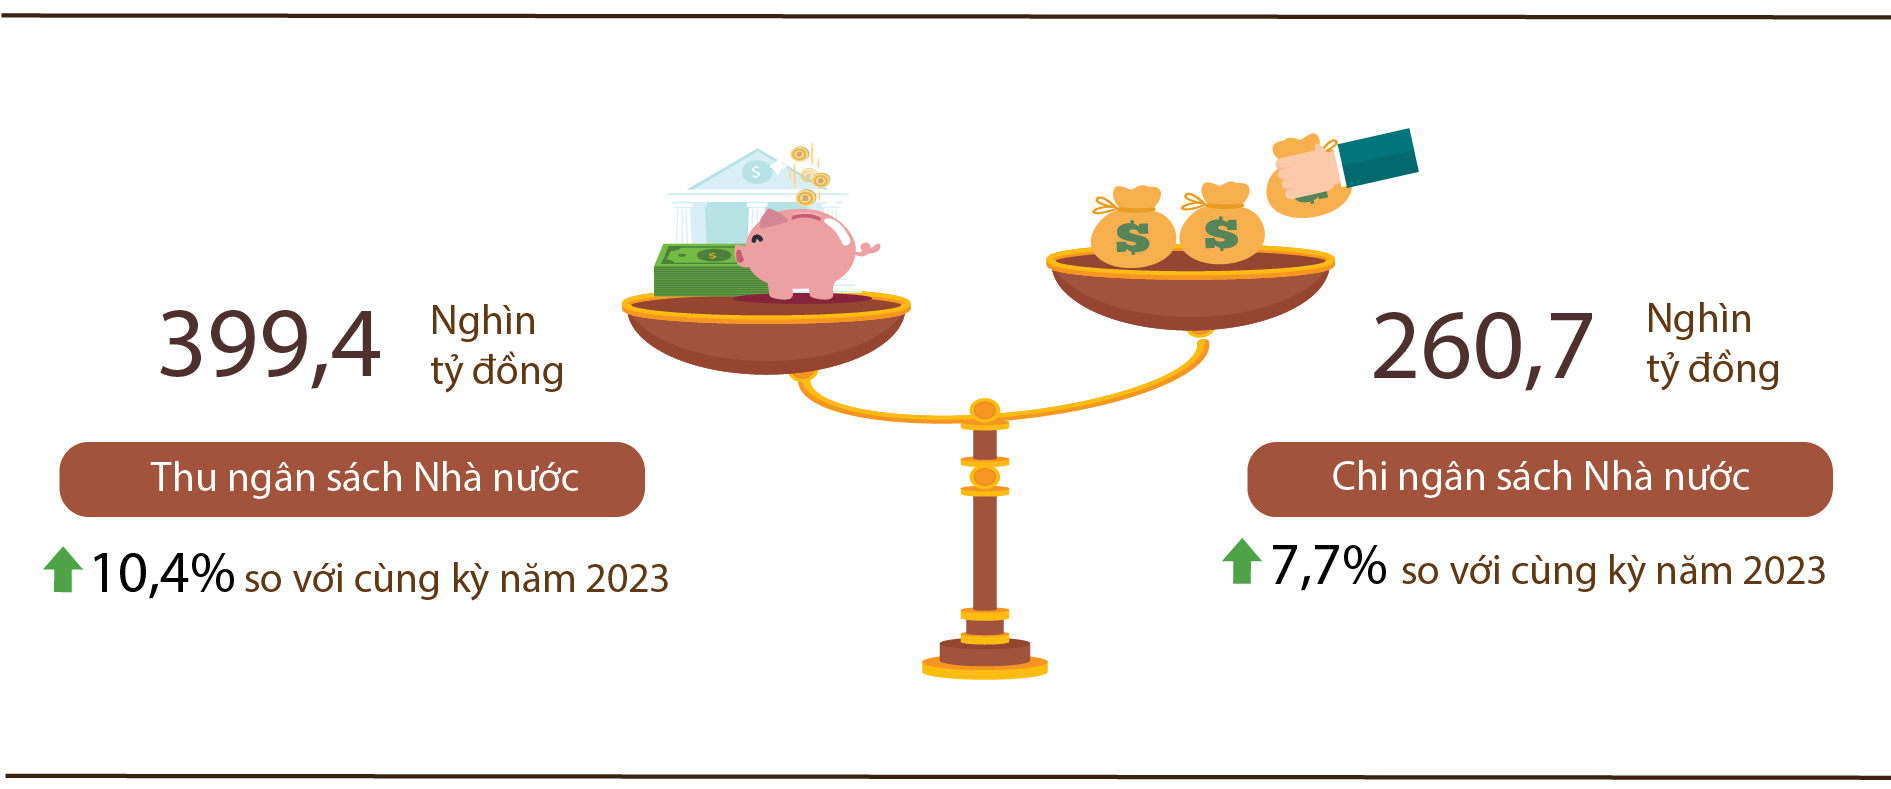 399,4
Nghìn
tỷ đồng
Thu ngân sách Nhà nước
10,4% so với cùng kỳ năm 2023
$
$
$
$
$
260,7
Nghìn
tỷ đồng
Chi ngân sách Nhà nước
7,7% so với cùng kỳ năm 2023